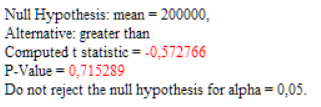 Null Hypothesis: mean = 200000,
Alternative: greater than
Computed t statistic = -0,572766
P-Value = 0,715289
Do not reject the null hypothesis for alpha = 0,05.